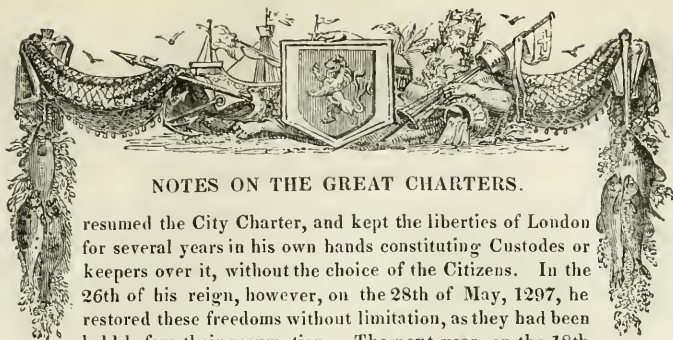 NOTES ON THE GREAT CHARTERS.
resumed the City Charter, and kept the liberties of London
for several years in his own hands constituting Custodes or
keepers over it, without the choice of the Citizens. In the
26th of his reign, however, on the 28th of May, 1297, he
restored these freedoms without limitation, as they had been